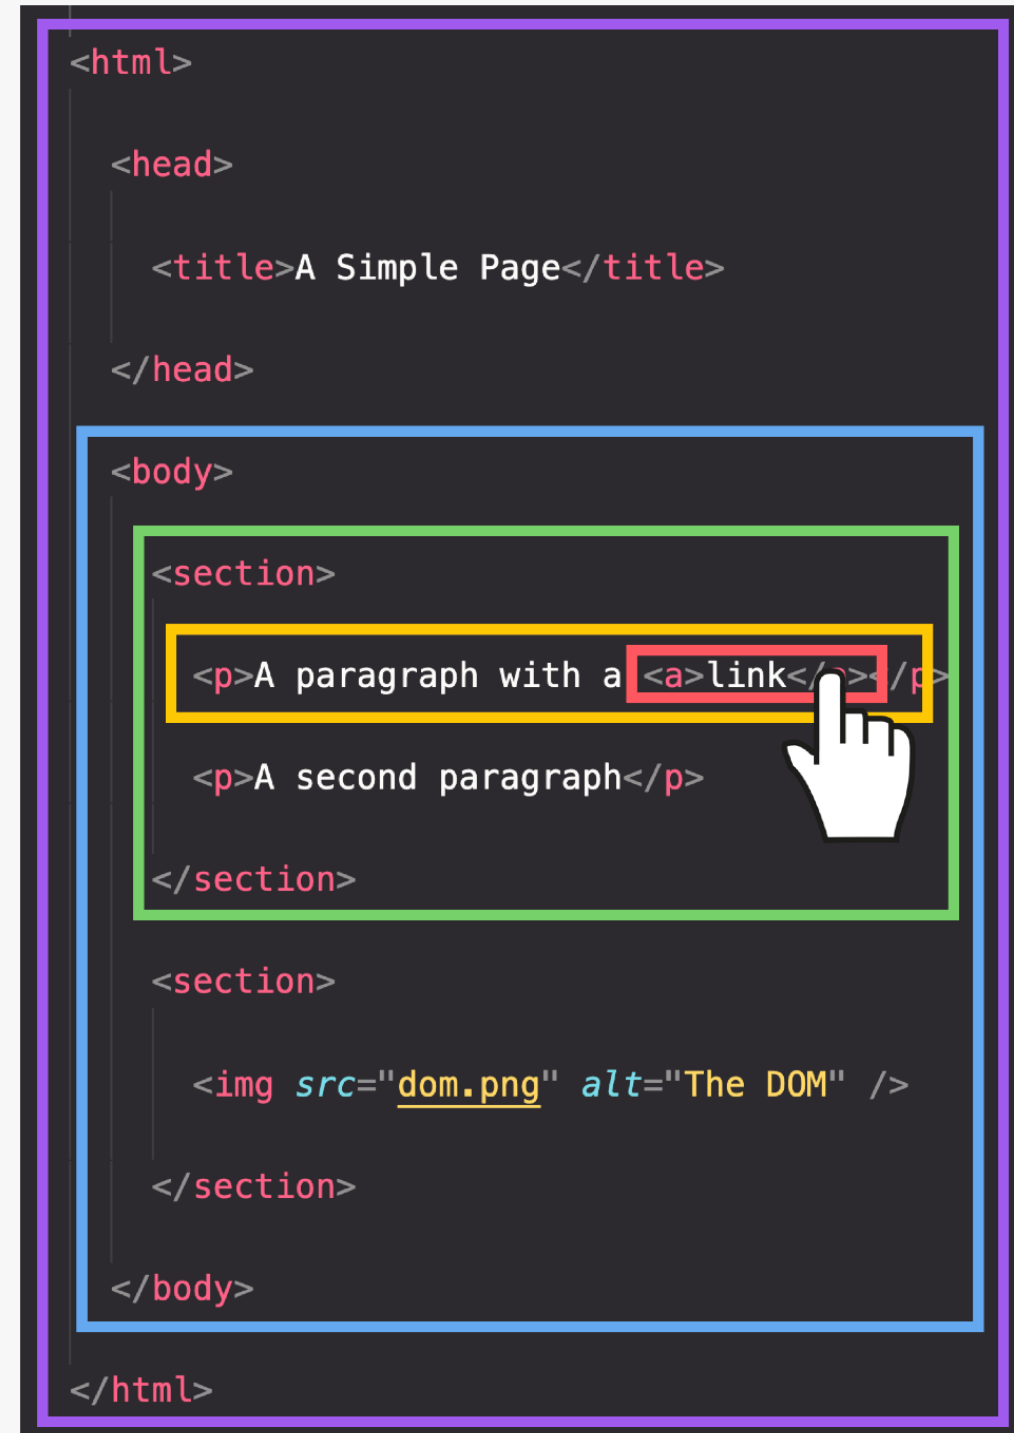 <html>
<head>
<title>A Simple Page</title>
</head>
<body>
<section>
<p>A paragraph with a <a>link</a></p>
<p>A second paragraph</p>
</section>
<section>
<img src="dom.png" alt="The DOM" />
</section>
</body>
</html>